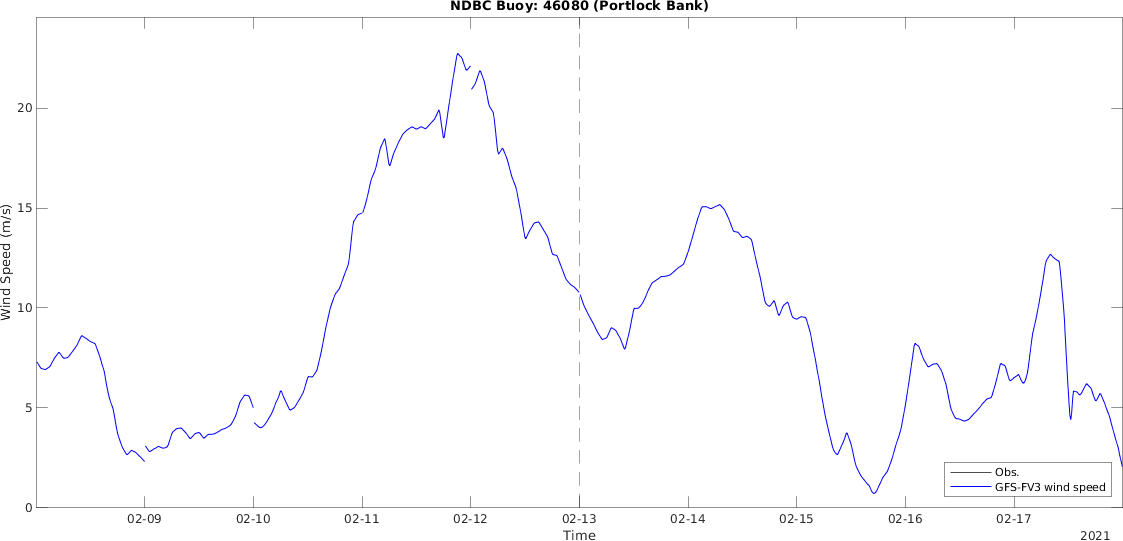 NDBC Buoy: 46080 (Portlock Bank)
Wind Speed (m/s)
20
15
10
5
0
02-09 02-10 02-11 02-12 02-13 02-14 02-15 02-16 02-17
Time
2021
Obs.
GFS-FV3 wind speed